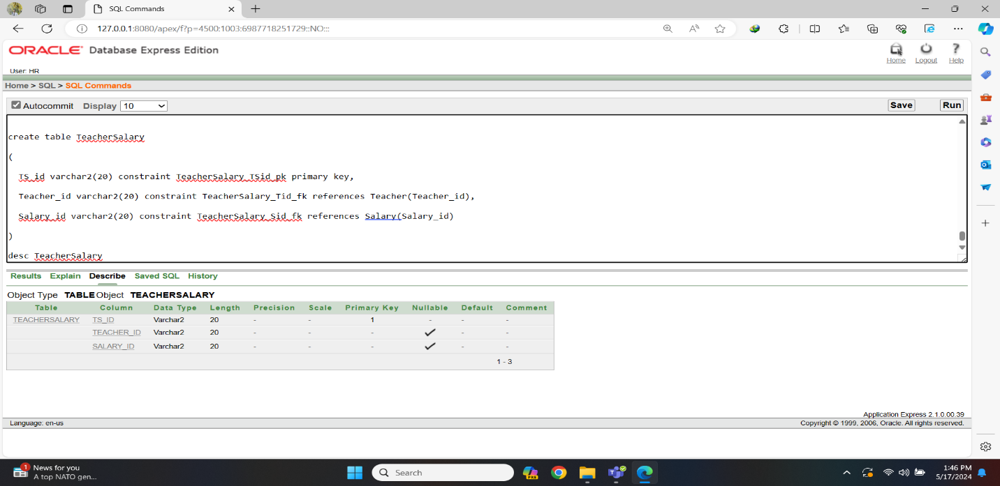 SQL Commands
127.0.0.1:8080/apex/f?p=4500:1003:6987718251729::NO:::
ORACLE Database Express Edition
Home Logout Help
User: HR
Home > SQL > SQL Commands
Autocommit Display 10
Save Run
create table TeacherSalary
(
TS_id varchar2(20) constraint TeacherSalary_TSid_pk primary key,
Teacher_id varchar2(20) constraint TeacherSalary_Tid_fk references Teacher(Teacher_id),
Salary_id varchar2(20) constraint TeacherSalary_Sid_fk references Salary(Salary_id)
)
desc TeacherSalary
Results Explain Describe Saved SQL History
Object Type TABLE Object TEACHERSALARY
Table Column Data Type Length Precision Scale Primary Key Nullable Default Comment
TEACHERSALARY TS_ID Varchar2 20 - - 1 - - -
TEACHER_ID Varchar2 20 - - - ✓ - -
SALARY_ID Varchar2 20 - - - ✓ - -
1 - 3
Application Express 2.1.0.00.39
Language: en-us Copyright © 1999, 2006, Oracle. All rights reserved.
1 News for you
A top NATO gen...
Search
PRE
1:46 PM
5/17/2024